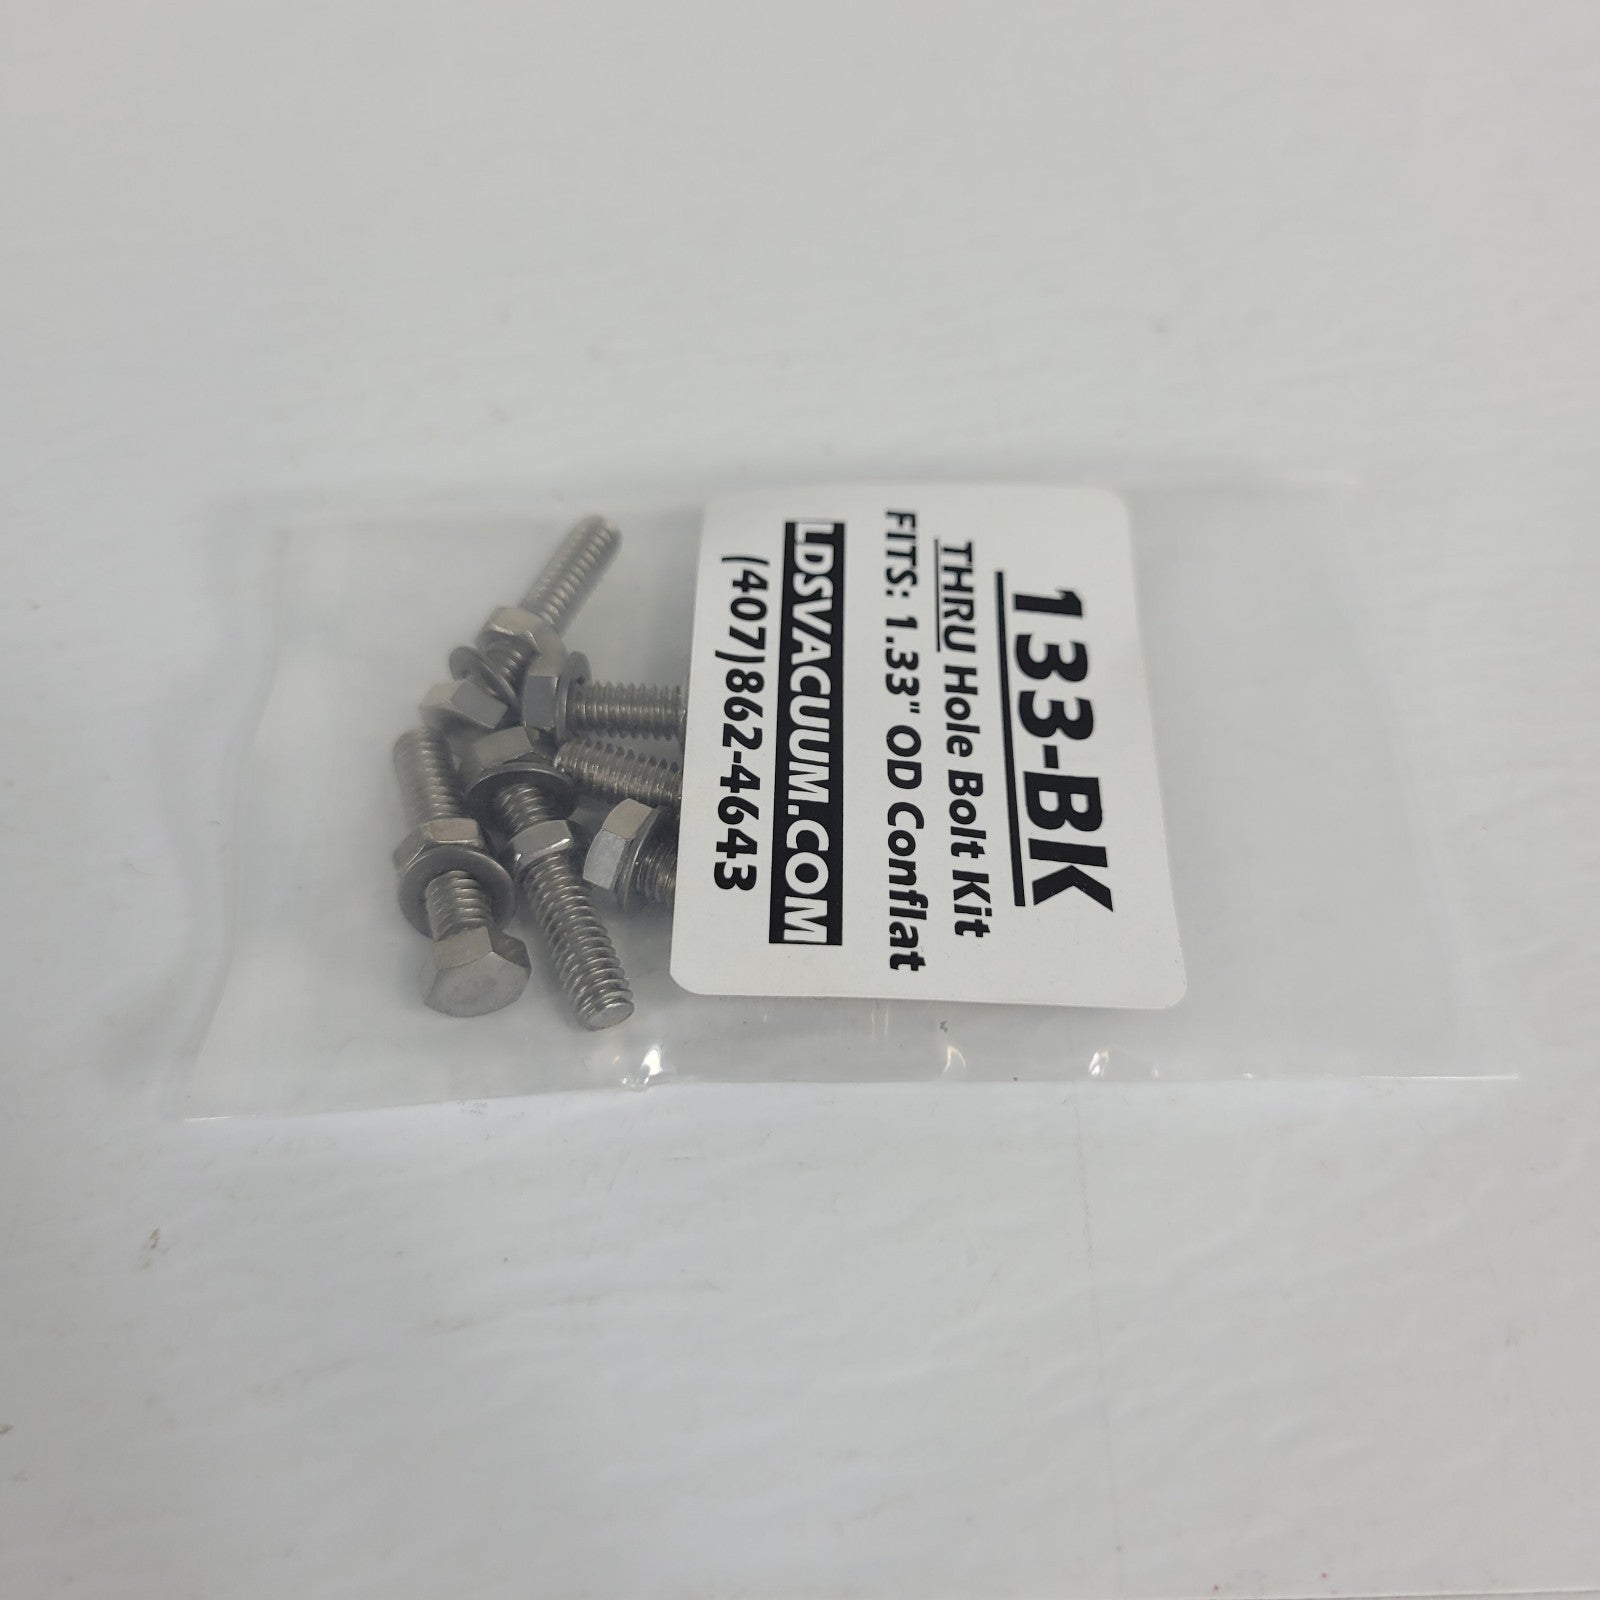 133-BK
THRU Hole Bolt Kit
FITS: 1.33" OD Conflat
LDSVACUUM.COM
(407)862-4643